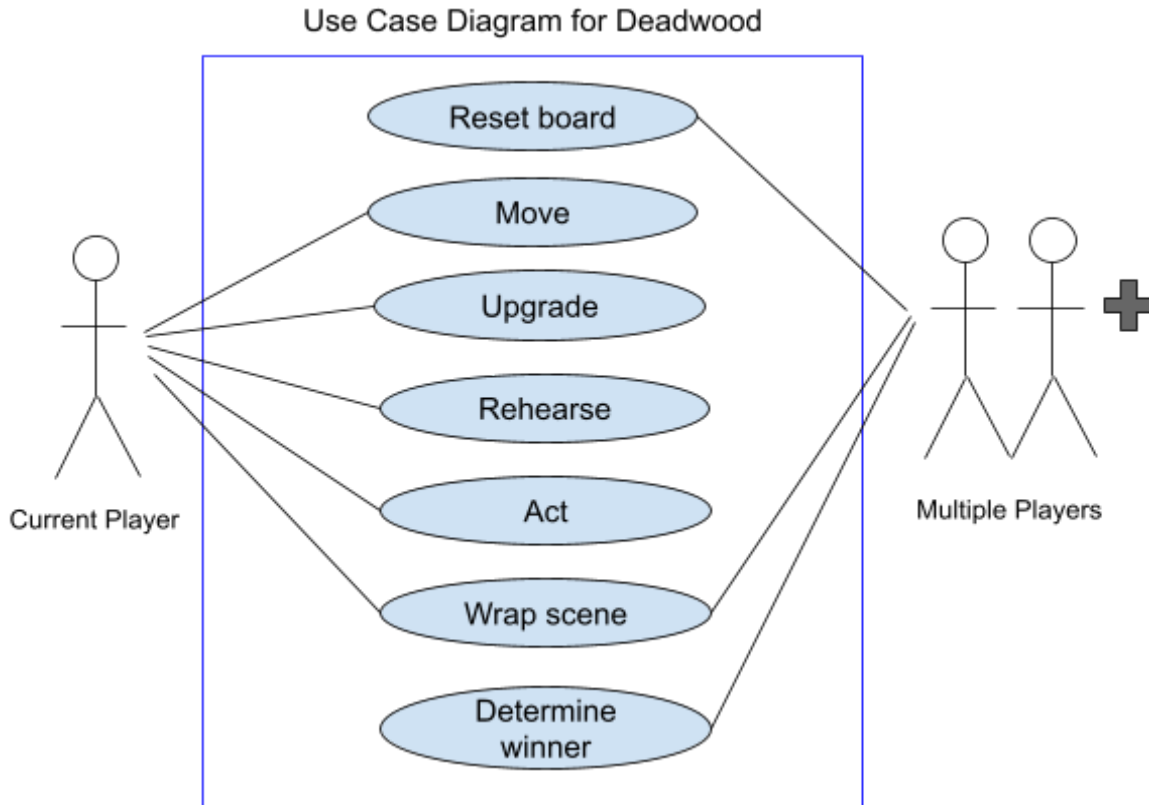 Use Case Diagram for Deadwood
Reset board
Move
Upgrade
Rehearse
Act
Wrap scene
Determine
winner
Current Player
Multiple Players